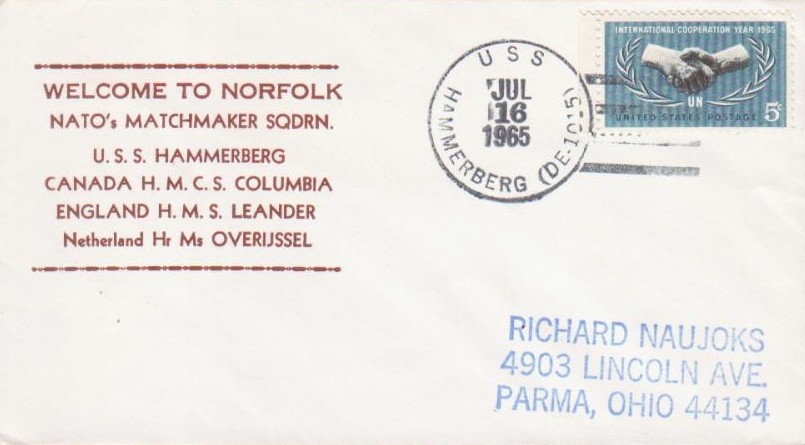 WELCOME TO NORFOLK
NATO's MATCHMAKER SQDRN.
U. S. S. HAMMERBERG
CANADA H. M. C. S. COLUMBIA
ENGLAND H. M. S. LEANDER
Netherland Hr Ms OVERIJSSEL
USS
JUL
16
1965
HAMMERBERG (DE-1015)
INTERNATIONAL COOPERATION YEAR 1965
UN
5c
UNITED STATES POSTAGE
RICHARD NAUJOKS
4903 LINCOLN AVE.
PARMA, OHIO 44134